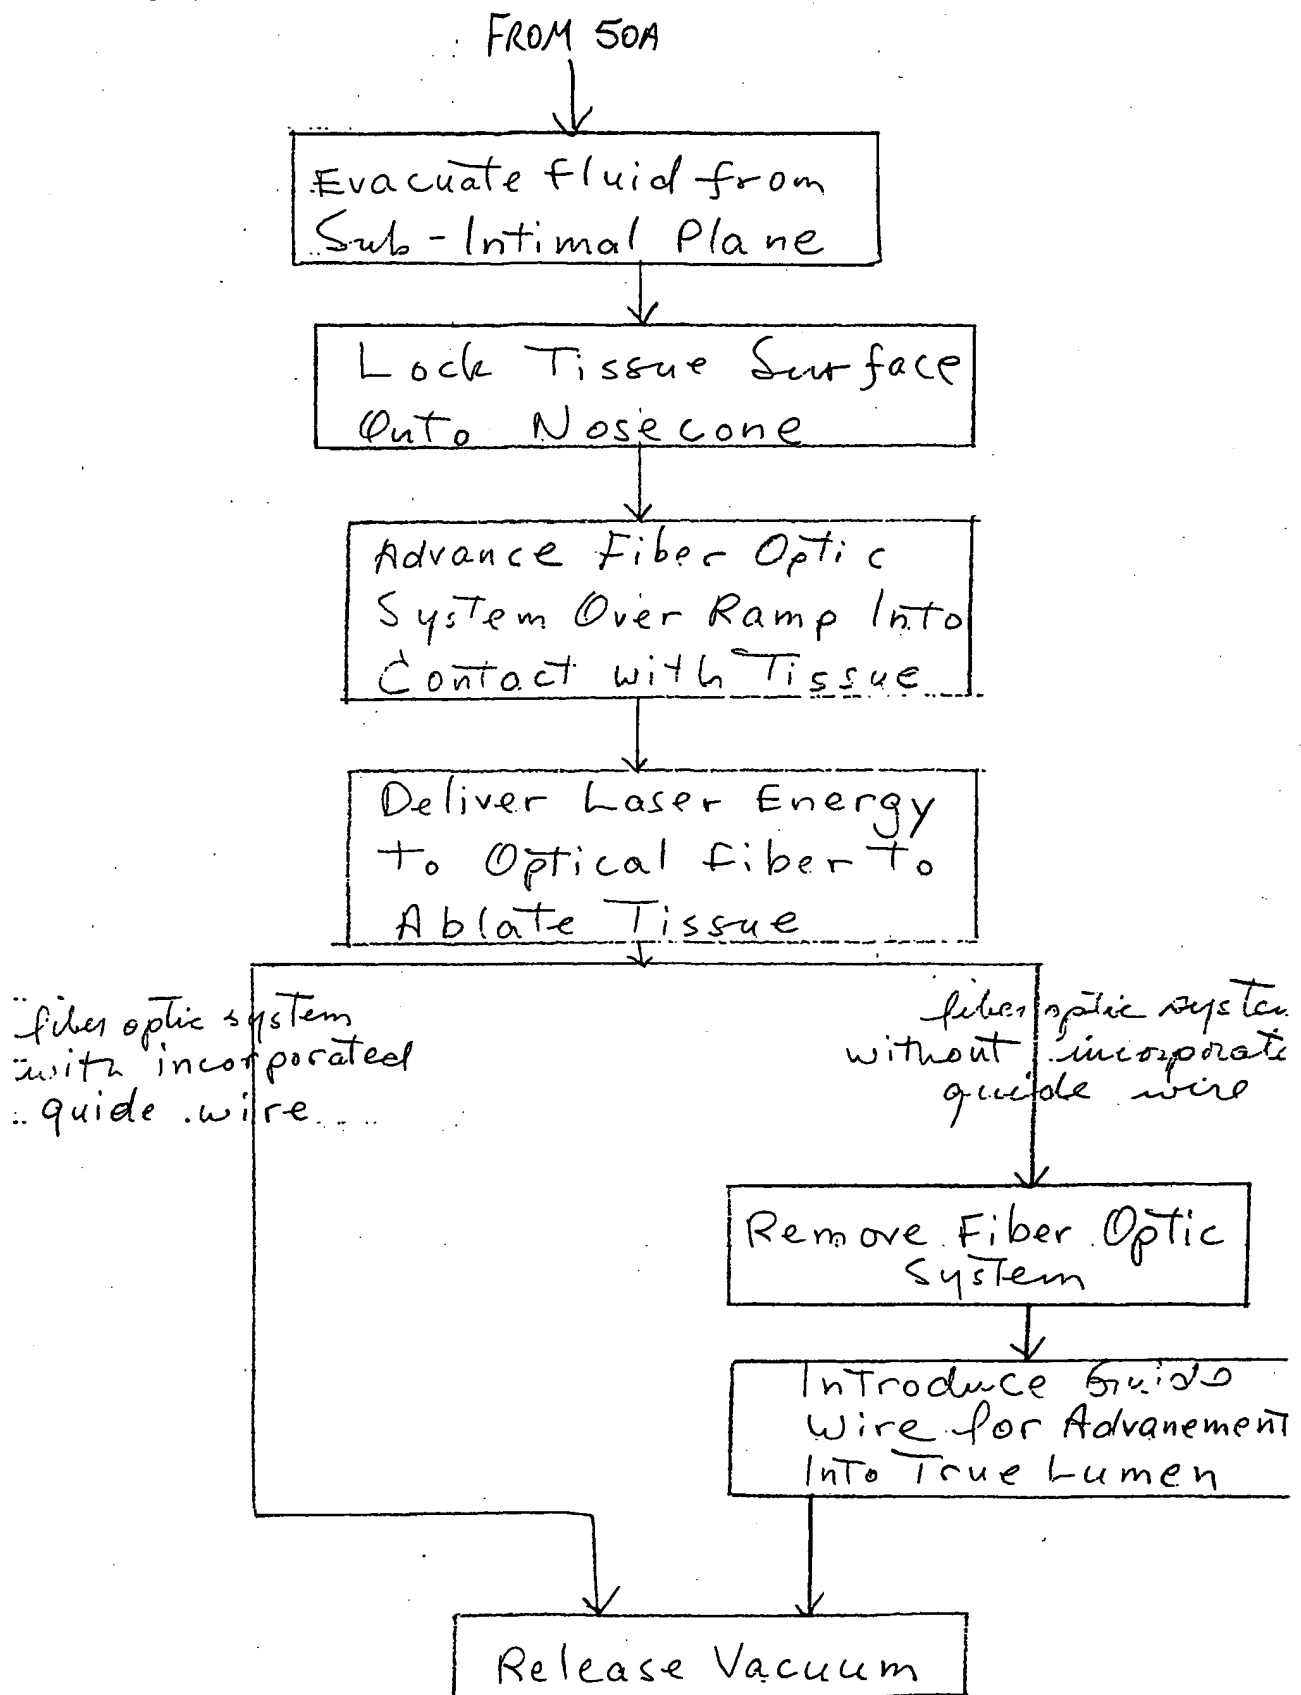 FROM 50A
Evacuate fluid from
Sub-Intimal Plane
Lock Tissue Surface
Onto Nosecone
Advance Fiber Optic
System Over Ramp Into
Contact with Tissue
Deliver Laser Energy
to Optical fiber To
Ablate Tissue
fiber optic system
with incorporated
guide wire
fiber optic system
without incorporate
guide wire
Remove Fiber Optic
System
Introduce Guide
Wire for Advanement
Into True Lumen
Release Vacuum